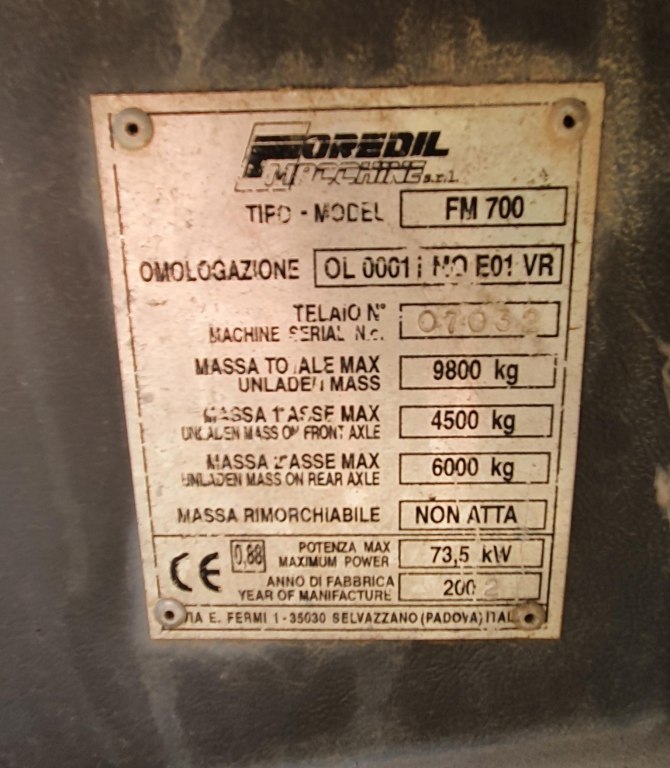 FOREDIL
MACCHINE s.r.l.
TIPO - MODEL FM 700
OMOLOGAZIONE OL 0001 MO E01 VR
TELAIO N° 07032
MACHINE SERIAL
MASSA TOTALE MAX 9800 kg
UNLADEN MASS
MASSA 1°ASSE MAX 4500 kg
UNLADEN MASS ON FRONT AXLE
MASSA 2°ASSE MAX 6000 kg
UNLADEN MASS ON REAR AXLE
MASSA RIMORCHIABILE NON ATTA
CE 0.88 POTENZA MAX 73,5 kW
MAXIMUM POWER
ANNO DI FABBRICA 2002
YEAR OF MANIFACTURE
VIA E. FERMI 1 - 35030 SELVAZZANO (PADOVA)